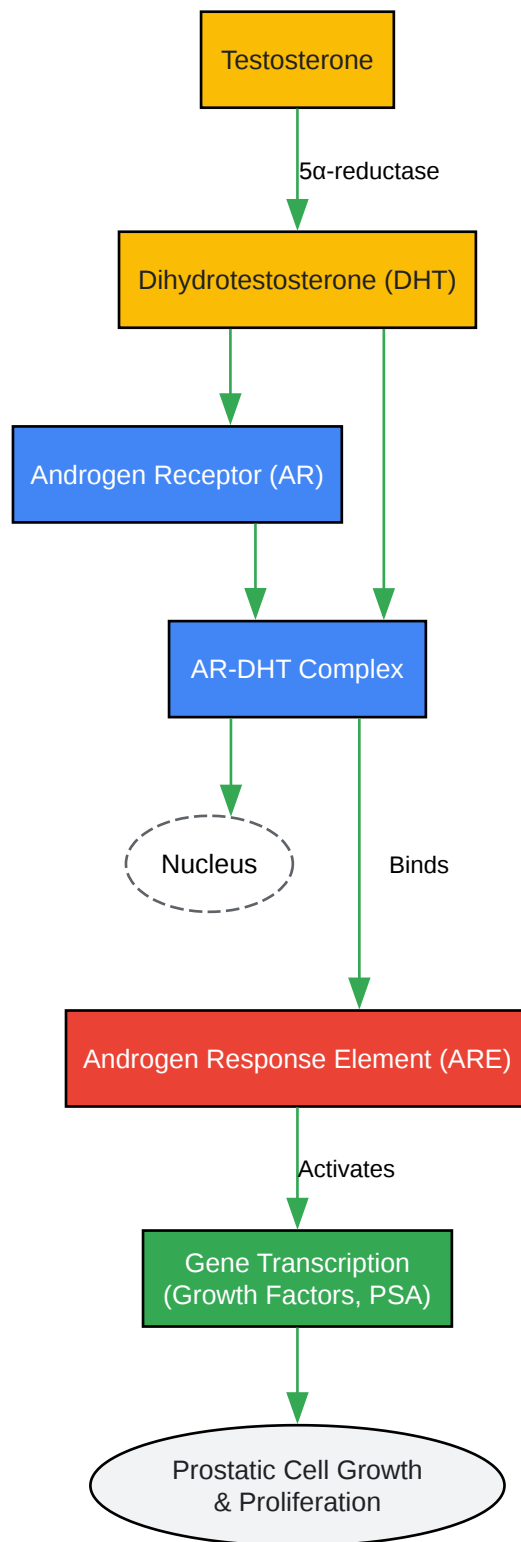 Testosterone
5α-reductase
Dihydrotestosterone (DHT)
Androgen Receptor (AR)
AR-DHT Complex
Nucleus
Binds
Androgen Response Element (ARE)
Activates
Gene Transcription
(Growth Factors, PSA)
Prostatic Cell Growth
& Proliferation